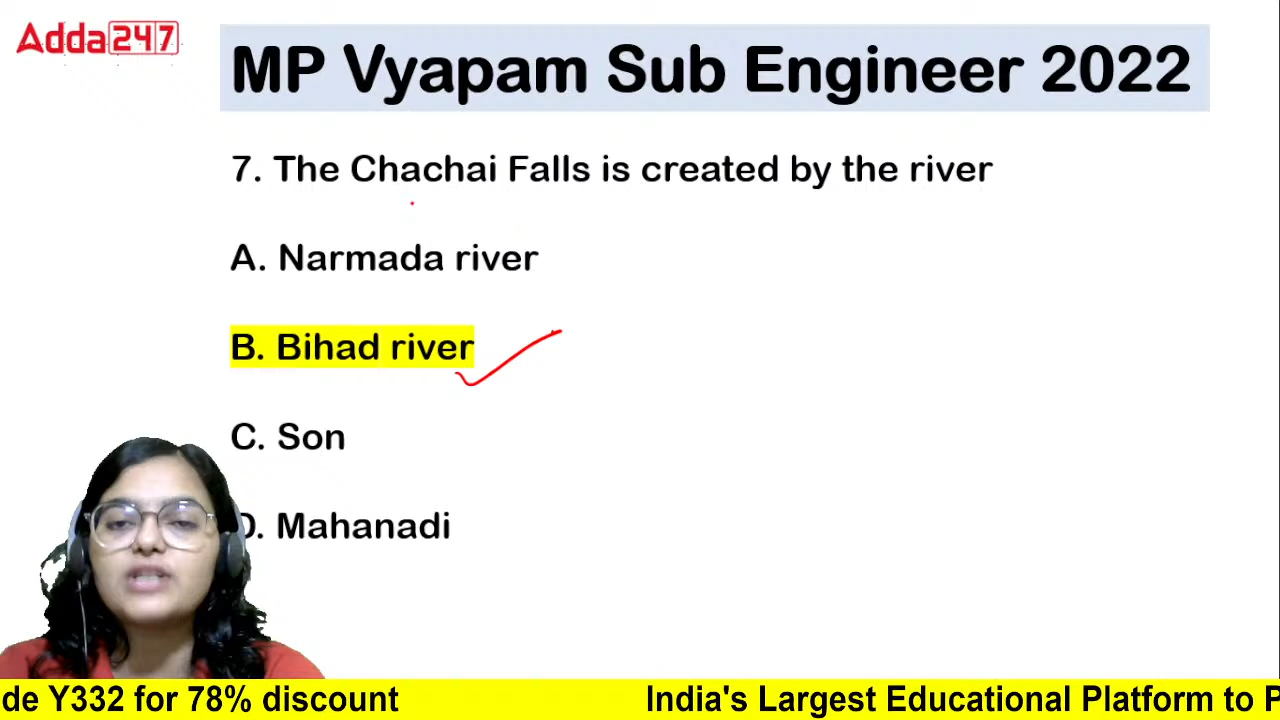 Adda247
MP Vyapam Sub Engineer 2022
7. The Chachai Falls is created by the river
A. Narmada river
B. Bihad river
C. Son
D. Mahanadi
de Y332 for 78% discount India's Largest Educational Platform to P